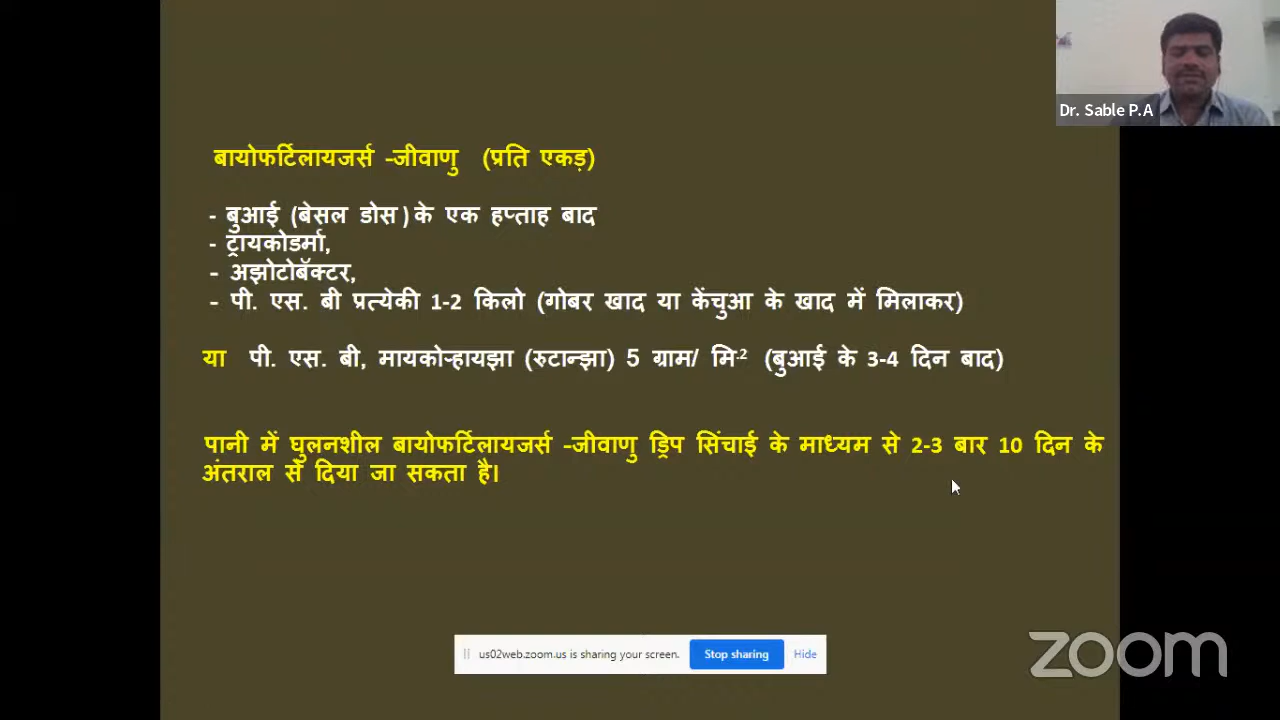 Dr. Sable P.A
बायोफर्टिलायजर्स -जीवाणु (प्रति एकड़)
- बुआई (बेसल डोस ) के एक हप्ताह बाद
- ट्रायकोडर्मा,
- अझोटोबॅक्टर,
- पी. एस. बी प्रत्येकी 1-2 किलो (गोबर खाद या केंचुआ के खाद में मिलाकर)
या पी. एस. बी, मायकोऱ्हायझा (रुटान्झा) 5 ग्राम/ मि-2 (बुआई के 3-4 दिन बाद)
पानी में घुलनशील बायोफर्टिलायजर्स -जीवाणु ड्रिप सिंचाई के माध्यम से 2-3 बार 10 दिन के
अंतराल से दिया जा सकता है।
us02web.zoom.us is sharing your screen. Stop sharing Hide
zoom